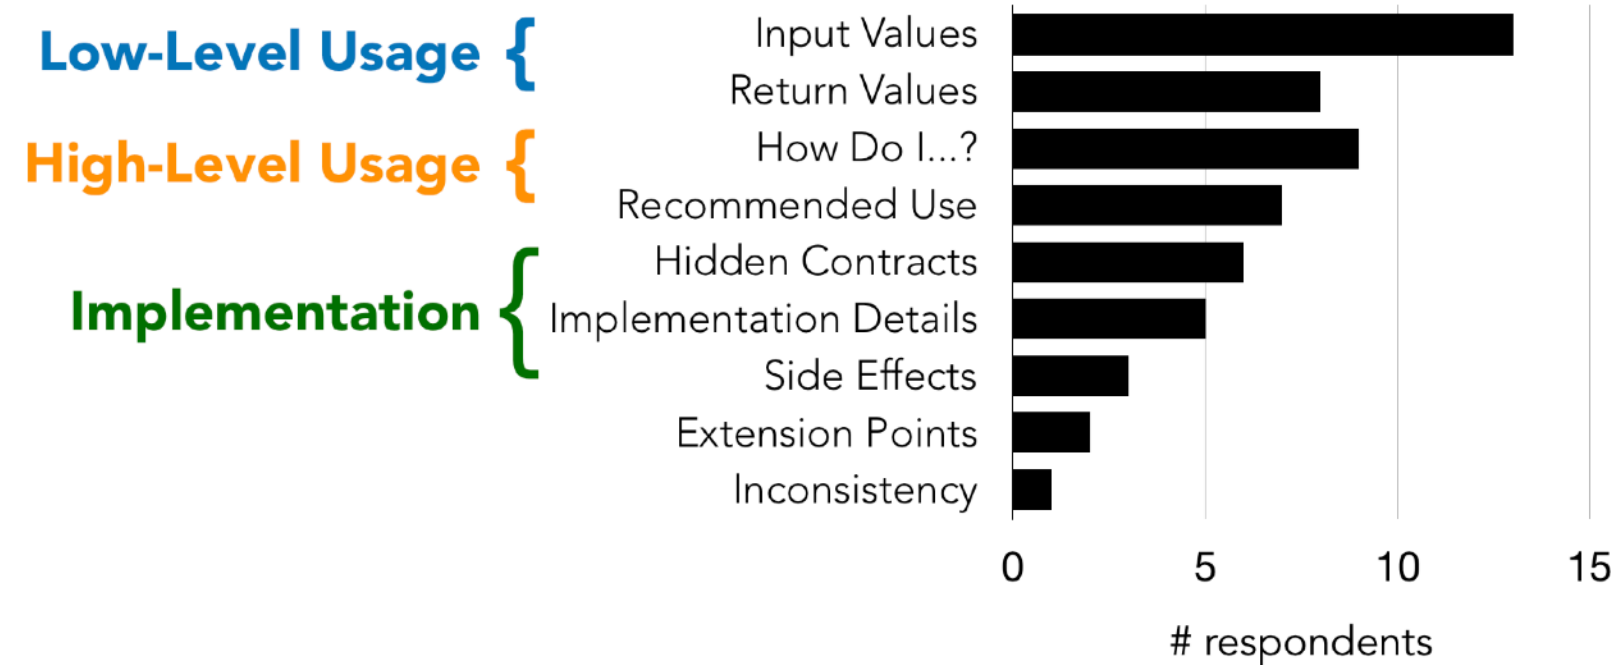 Low-Level Usage {
High-Level Usage {
Implementation {
Input Values
Return Values
How Do I...?
Recommended Use
Hidden Contracts
Implementation Details
Side Effects
Extension Points
Inconsistency
0 5 10 15
# respondents